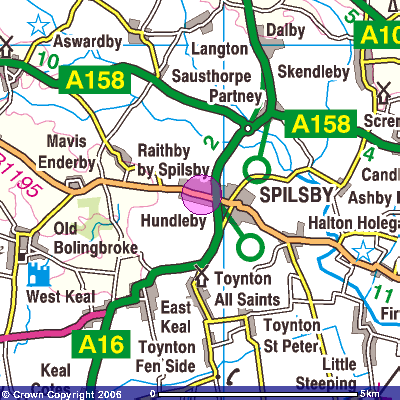 Dalby
Aswardby
Langton
5
A10
10
A158
Sausthorpe
Skendleby
Partney
2
A158
Screm
Mavis
Enderby
Raithby
by Spilsby
4
B1195
SPILSBY
Candl
Ashby
Hundleby
Halton Holega
Old
Bolingbroke
West Keal
Toynton
All Saints
11
East
Keal
Fir
A16
Toynton
Fen Side
Toynton
St Peter
Keal
Cotes
Little
Steeping
© Crown Copyright 2006
0
5km